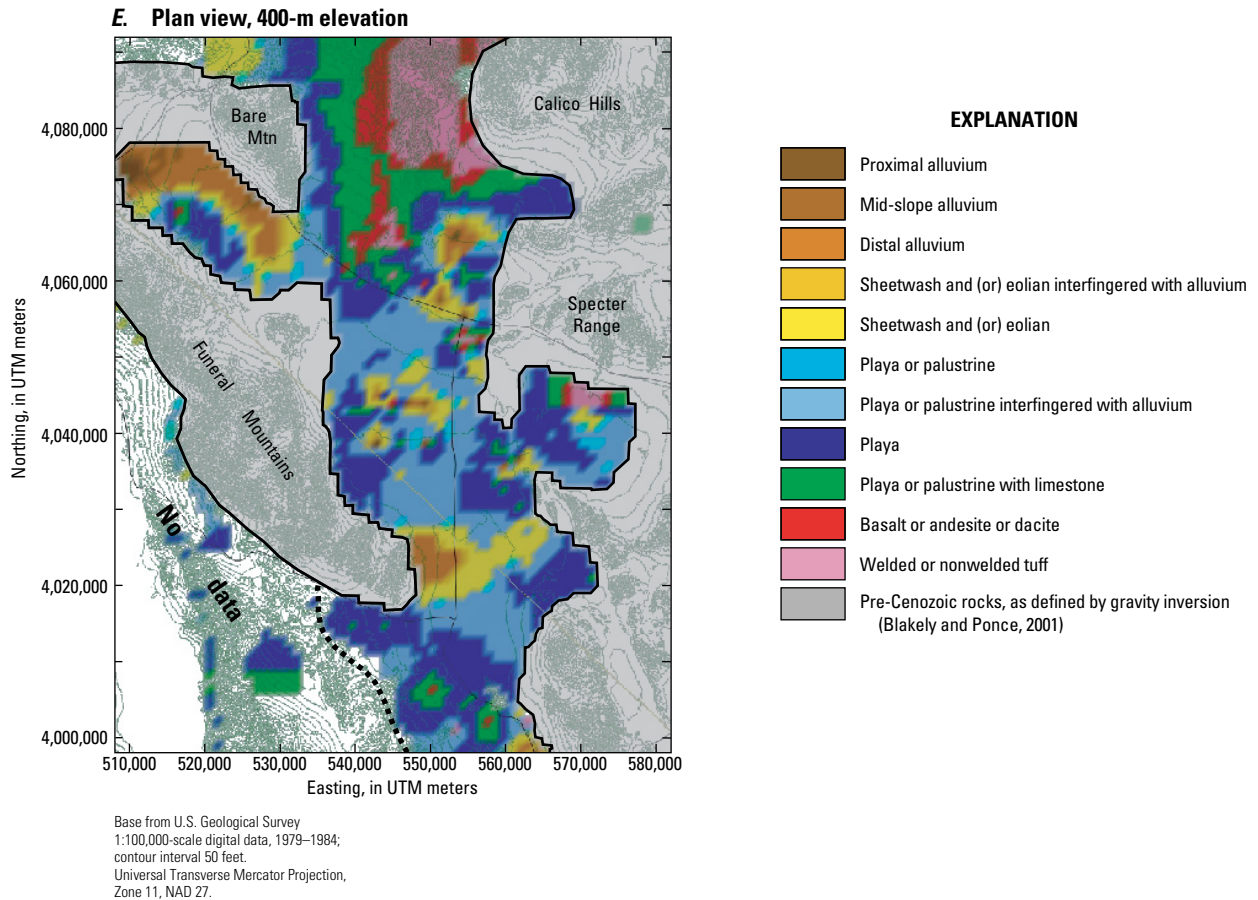 E. Plan view, 400-m elevation
Bare
Mtn
Calico Hills
Specter
Range
Funeral
Mountains
No
data
4,080,000
4,060,000
4,040,000
4,020,000
4,000,000
Northing, in UTM meters
510,000 520,000 530,000 540,000 550,000 560,000 570,000 580,000
Easting, in UTM meters
Base from U.S. Geological Survey
1:100,000-scale digital data, 1979–1984;
contour interval 50 feet.
Universal Transverse Mercator Projection,
Zone 11, NAD 27.
EXPLANATION
Proximal alluvium
Mid-slope alluvium
Distal alluvium
Sheetwash and (or) eolian interfingered with alluvium
Sheetwash and (or) eolian
Playa or palustrine
Playa or palustrine interfingered with alluvium
Playa
Playa or palustrine with limestone
Basalt or andesite or dacite
Welded or nonwelded tuff
Pre-Cenozoic rocks, as defined by gravity inversion
(Blakely and Ponce, 2001)